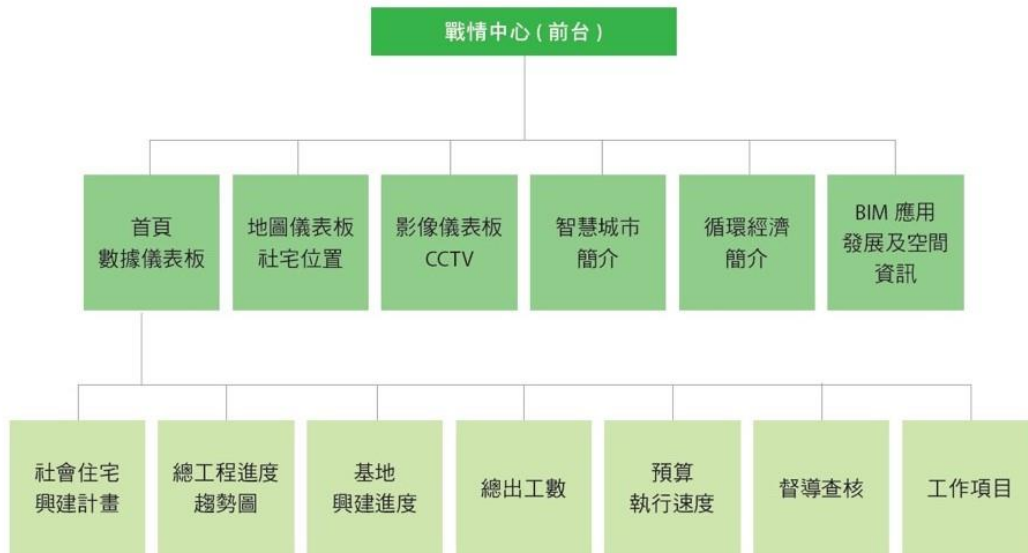 戰情中心 ( 前台 )
首頁
數據儀表板
地圖儀表板
社宅位置
影像儀表板
CCTV
智慧城市
簡介
循環經濟
簡介
BIM 應用
發展及空間
資訊
社會住宅
興建計畫
總工程進度
趨勢圖
基地
興建進度
總出工數
預算
執行速度
督導查核
工作項目